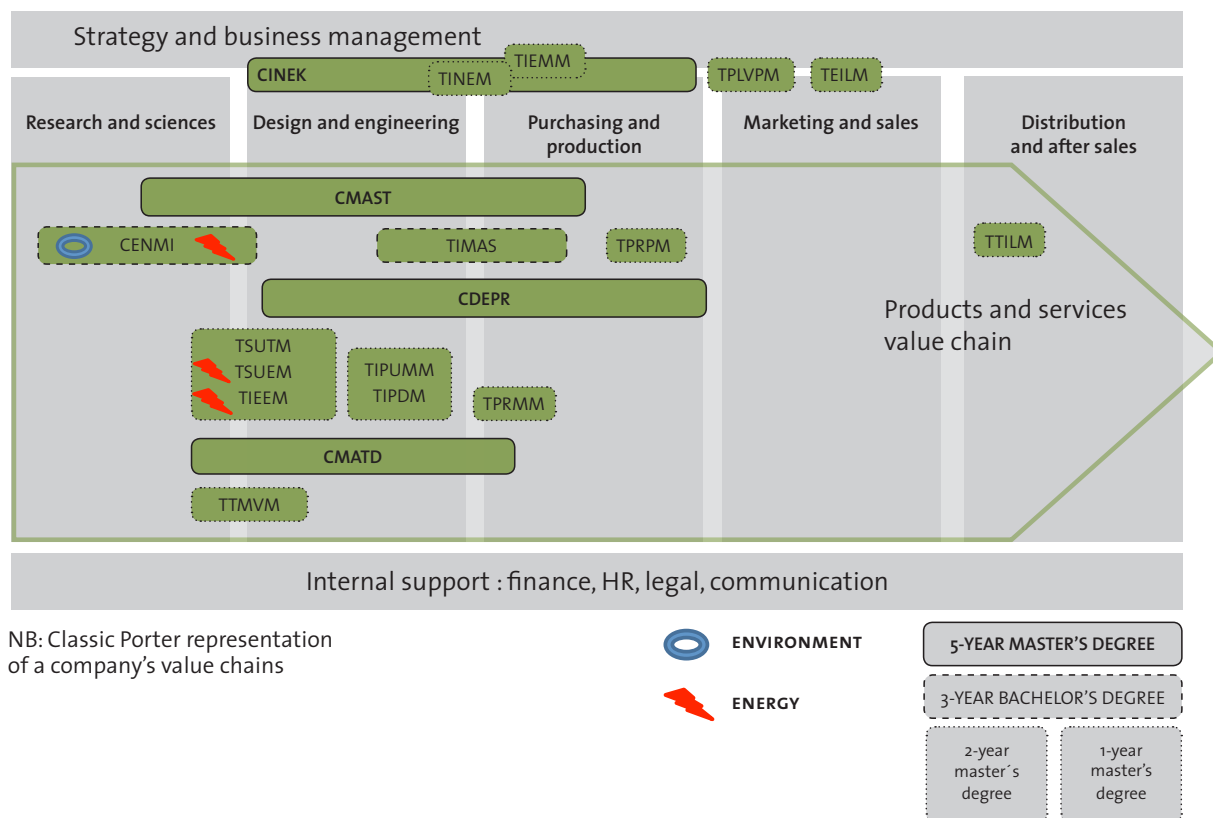 Strategy and business management
TIEMM
CINEK
TINEM
TPLVPM
TEILM
Research and sciences
Design and engineering
Purchasing and
production
Marketing and sales
Distribution
and after sales
CMAST
CENMI
TIMAS
TPRPM
TTILM
CDEPR
Products and services
value chain
TSUTM
TSUEM
TIEEM
TIPUMM
TIPDM
TPRMM
CMATD
TTMVM
Internal support : finance, HR, legal, communication
NB: Classic Porter representation
of a company's value chains
ENVIRONMENT
ENERGY
5-YEAR MASTER'S DEGREE
3-YEAR BACHELOR'S DEGREE
2-year
master´s
degree
1-year
master's
degree